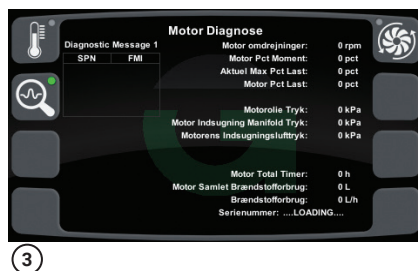 Motor Diagnose
Diagnostic Message 1
SPN FMI
Motor omdrejninger: 0 rpm
Motor Pct Moment: 0 pct
Aktuel Max Pct Last: 0 pct
Motor Pct Last: 0 pct
Motorolie Tryk: 0 kPa
Motor Indsugning Manifold Tryk: 0 kPa
Motorens Indsugningslufttryk: 0 kPa
Motor Total Timer: 0 h
Motor Samlet Brændstofforbrug: 0 L
Brændstofforbrug: 0 L/h
Serienummer: ....LOADING....
3